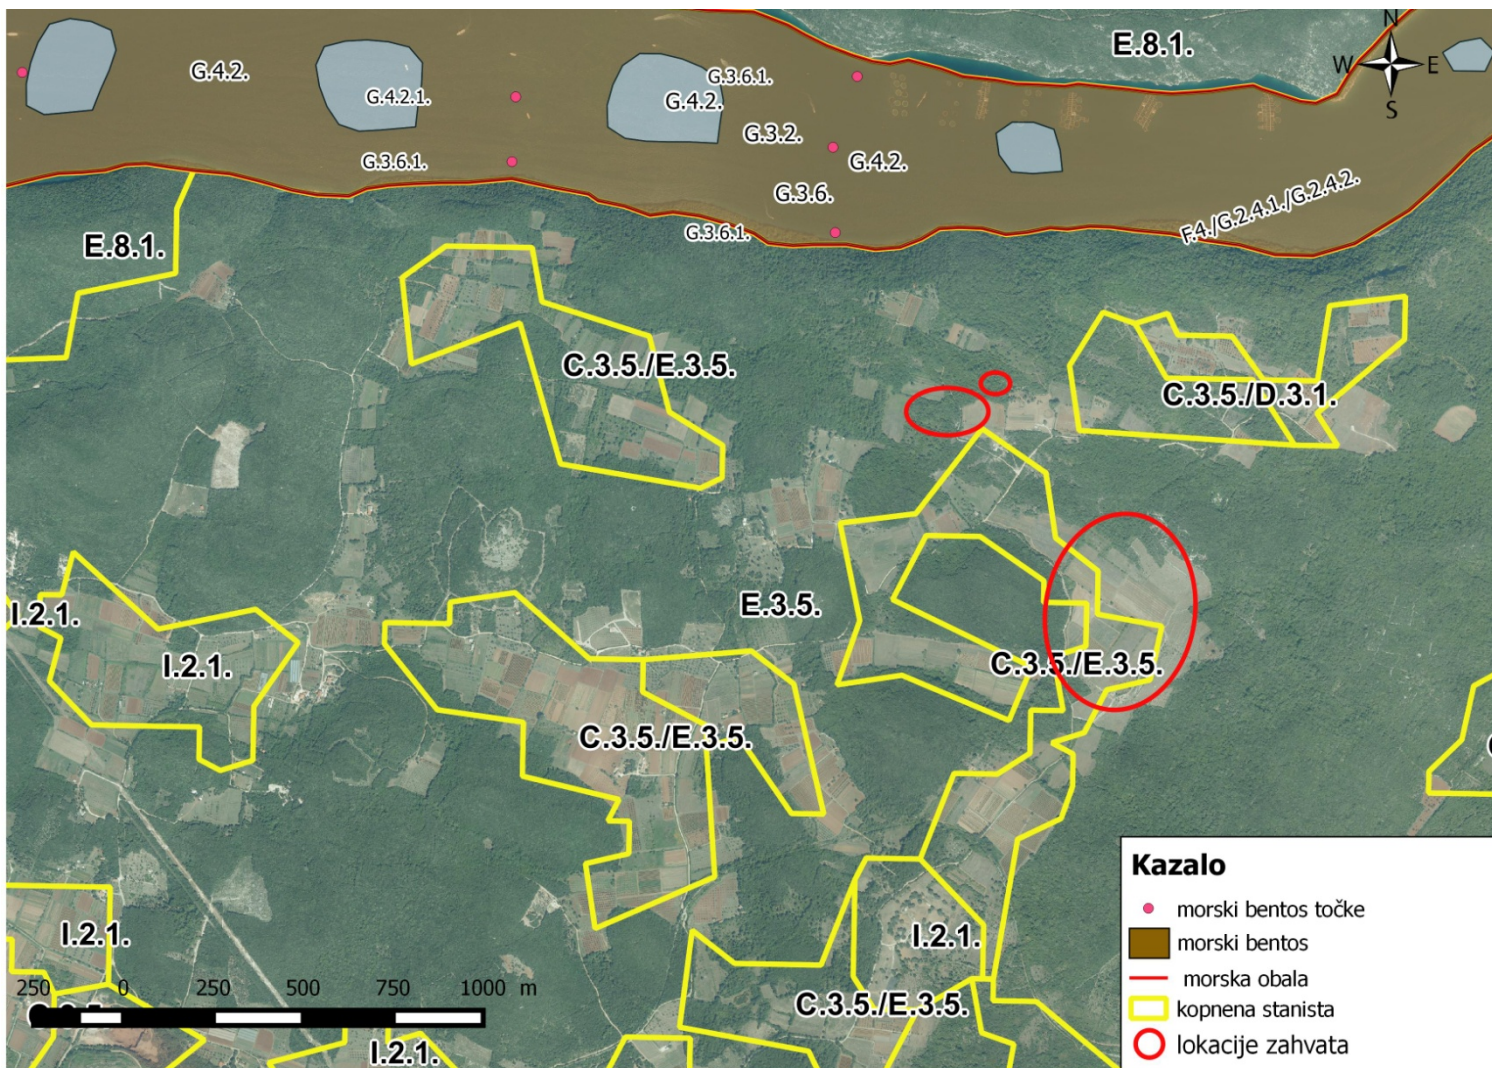 E.8.1.
N
W E
S
G.4.2.
G.4.2.1.
G.3.6.1.
G.4.2.
G.3.2.
G.4.2.
G.3.6.1.
G.3.6.
G.3.6.1.
F.4./G.2.4.1./G.2.4.2.
E.8.1.
C.3.5./E.3.5.
C.3.5./D.3.1.
I.2.1.
E.3.5.
I.2.1.
C.3.5./E.3.5.
C.3.5./E.3.5.
I.2.1.
I.2.1.
C.3.5./E.3.5.
I.2.1.
250 0 250 500 750 1000 m
Kazalo
morski bentos točke
morski bentos
morska obala
kopnena stanista
lokacije zahvata